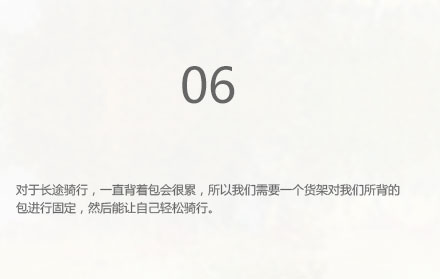 06
对于长途骑行，一直背着包会很累，所以我们需要一个货架对我们所背的
包进行固定，然后能让自己轻松骑行。